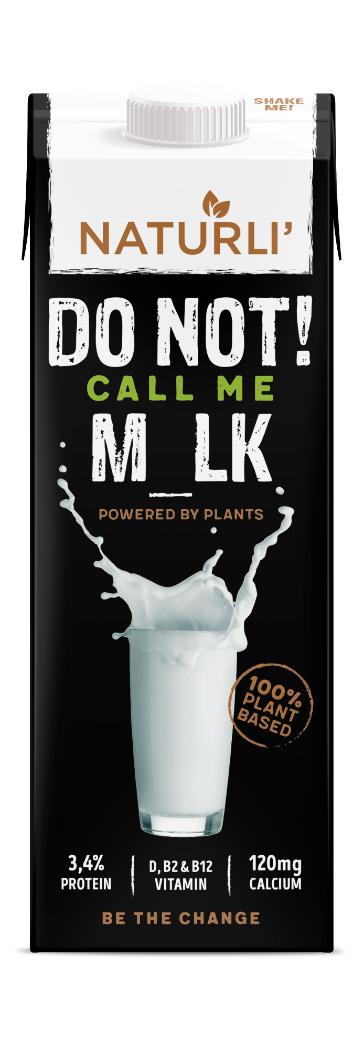 SHAKE
ME!
NATURLI’
DO NOT!
CALL ME
M_LK
POWERED BY PLANTS
100%
PLANT
BASED
3,4%
PROTEIN
D, B2 & B12
VITAMIN
120mg
CALCIUM
BE THE CHANGE